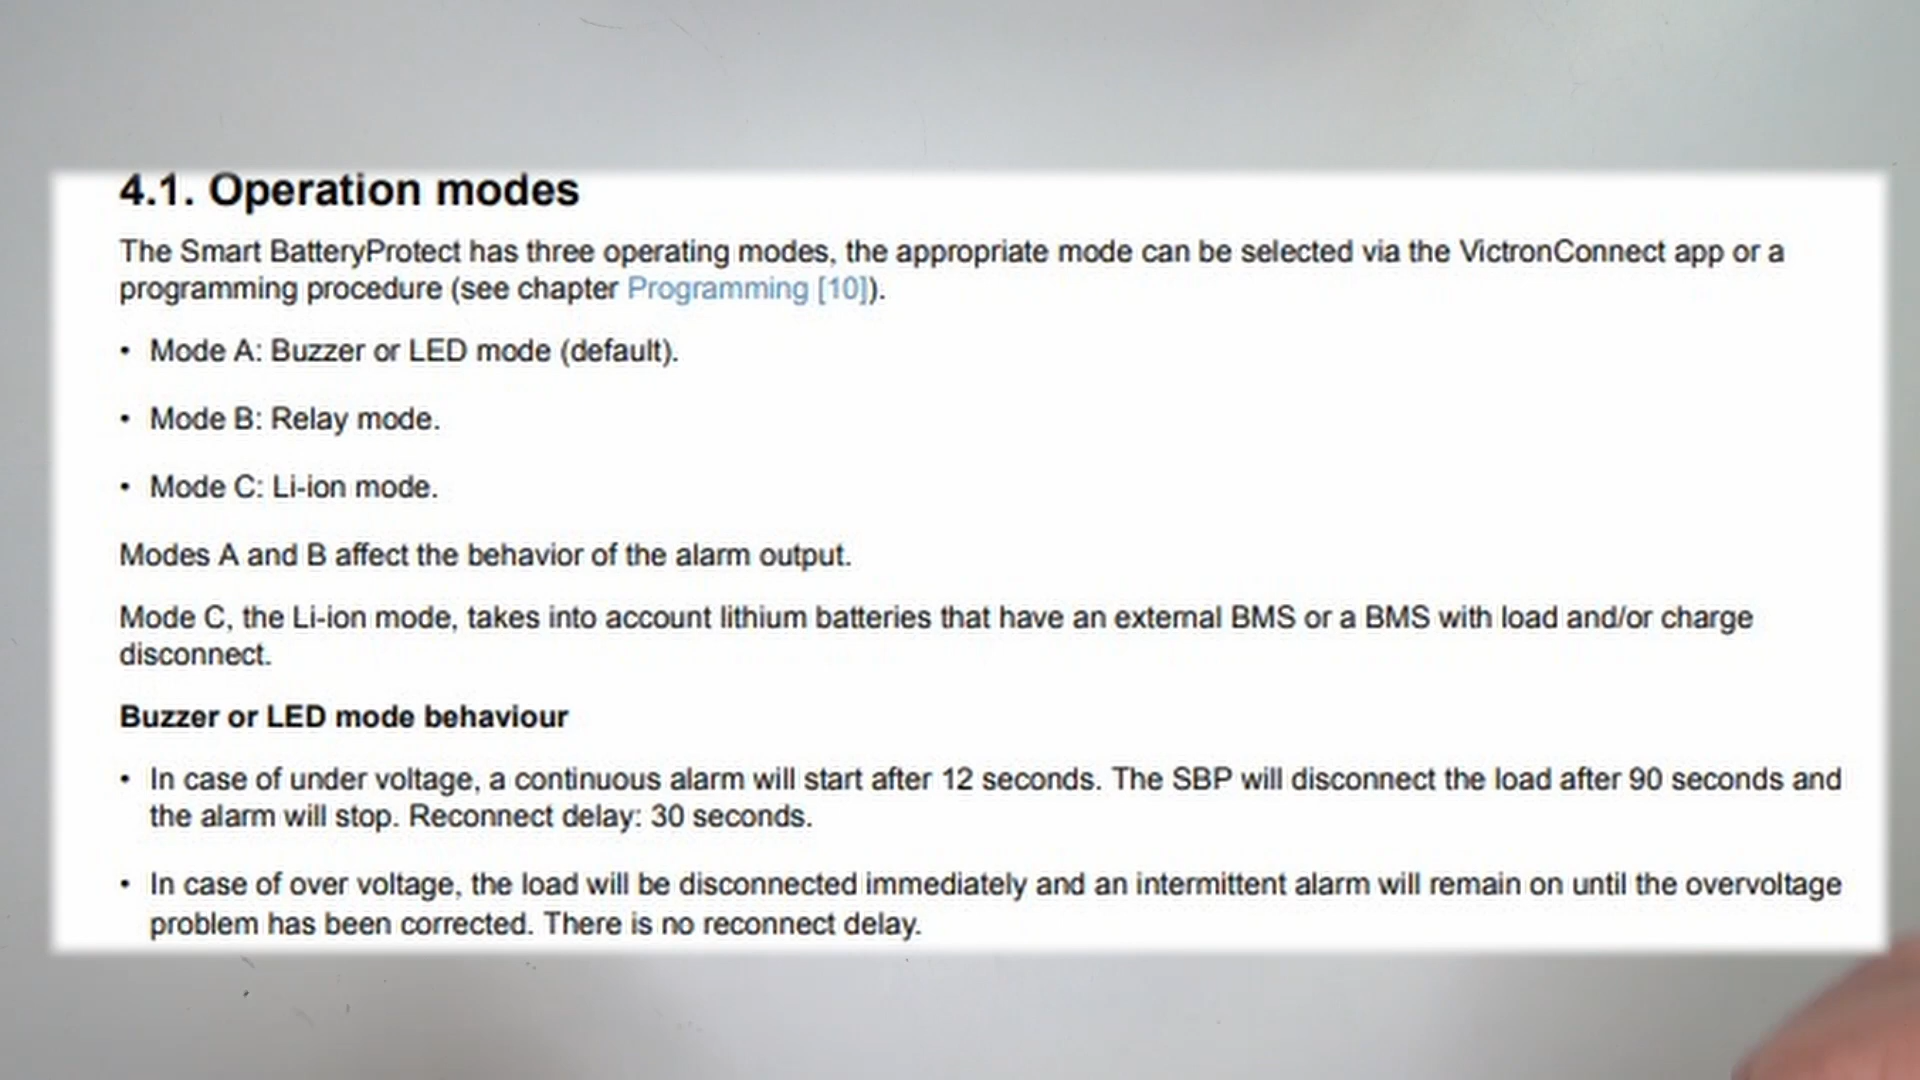 4.1. Operation modes
The Smart BatteryProtect has three operating modes, the appropriate mode can be selected via the VictronConnect app or a
programming procedure (see chapter Programming [10]).
• Mode A: Buzzer or LED mode (default).
• Mode B: Relay mode.
• Mode C: Li-ion mode.
Modes A and B affect the behavior of the alarm output.
Mode C, the Li-ion mode, takes into account lithium batteries that have an external BMS or a BMS with load and/or charge
disconnect.
Buzzer or LED mode behaviour
• In case of under voltage, a continuous alarm will start after 12 seconds. The SBP will disconnect the load after 90 seconds and
the alarm will stop. Reconnect delay: 30 seconds.
• In case of over voltage, the load will be disconnected immediately and an intermittent alarm will remain on until the overvoltage
problem has been corrected. There is no reconnect delay.